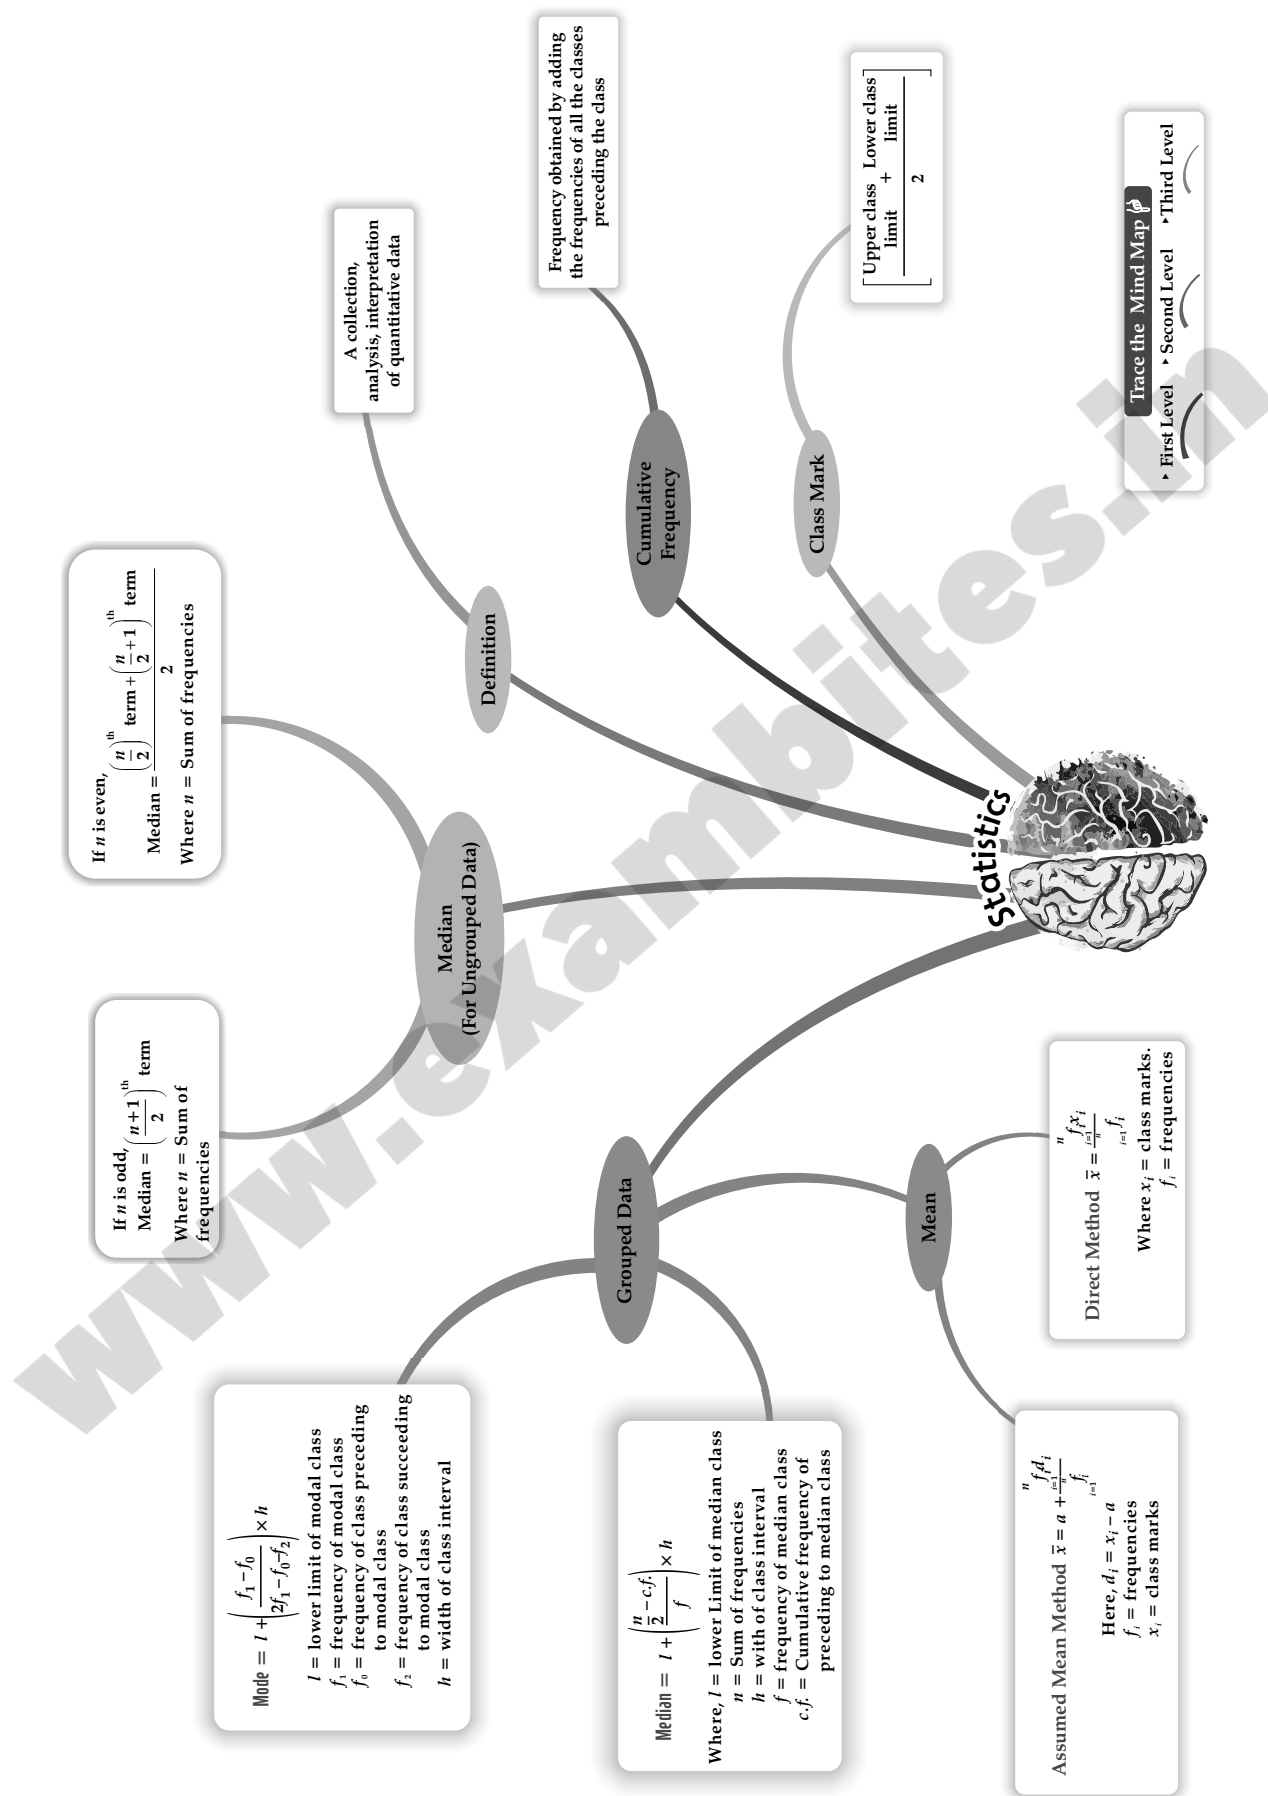 Statistics
Definition
A collection,
analysis, interpretation
of quantitative data
Cumulative
Frequency
Frequency obtained by adding
the frequencies of all the classes
preceding the class
Class Mark
[Upper class limit + Lower class limit / 2]
Median
(For Ungrouped Data)
If n is odd,
Median = ((n+1)/2)th term
Where n = Sum of
frequencies
If n is even,
Median = ((n/2)th term + (n/2+1)th term)/2
Where n = Sum of frequencies
Grouped Data
Mode = l + ((f₁ – f₀)/(2f₁ – f₀ – f₂)) × h
l = lower limit of modal class
f₁ = frequency of modal class
f₀ = frequency of class preceding
to modal class
f₂ = frequency of class succeeding
to modal class
h = width of class interval
Median = l + ((n/2 – c.f.)/f) × h
Where, l = lower Limit of median class
n = Sum of frequencies
h = with of class interval
f = frequency of median class
c.f. = Cumulative frequency of
preceding to median class
Mean
Assumed Mean Method x̄ = a + (n i=1 fᵢdᵢ)/(n i=1 fᵢ)
Here, dᵢ = xᵢ – a
fᵢ = frequencies
xᵢ = class marks
Direct Method x̄ = (n i=1 fᵢxᵢ)/(n i=1 fᵢ)
Where xᵢ = class marks.
fᵢ = frequencies
Trace the Mind Map
▸ First Level ▸ Second Level ▸ Third Level
www.exambites.in